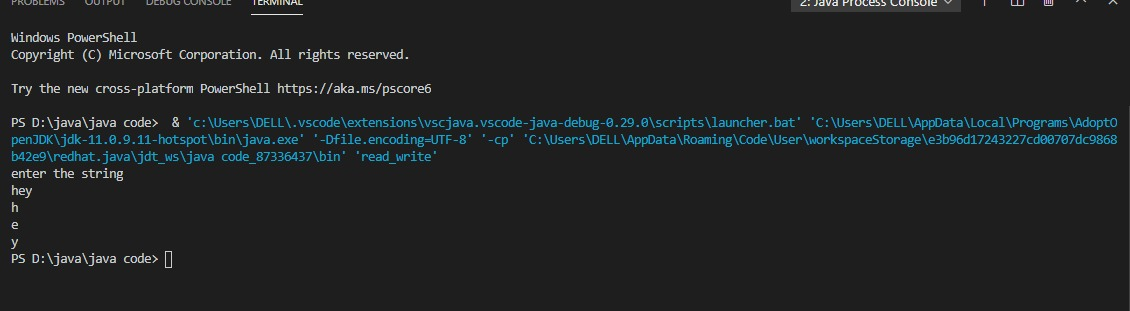 PROBLEMS OUTPUT DEBUG CONSOLE TERMINAL 2: Java Process Console
Windows PowerShell
Copyright (C) Microsoft Corporation. All rights reserved.
Try the new cross-platform PowerShell https://aka.ms/pscore6
PS D:\java\java code>  & 'c:\Users\DELL\.vscode\extensions\vscjava.vscode-java-debug-0.29.0\scripts\launcher.bat' 'C:\Users\DELL\AppData\Local\Programs\AdoptO
penJDK\jdk-11.0.9.11-hotspot\bin\java.exe' '-Dfile.encoding=UTF-8' '-cp' 'C:\Users\DELL\AppData\Roaming\Code\User\workspaceStorage\e3b96d17243227cd00707dc9868
b42e9\redhat.java\jdt_ws\java code_87336437\bin' 'read_write'
enter the string
hey
h
e
y
PS D:\java\java code>